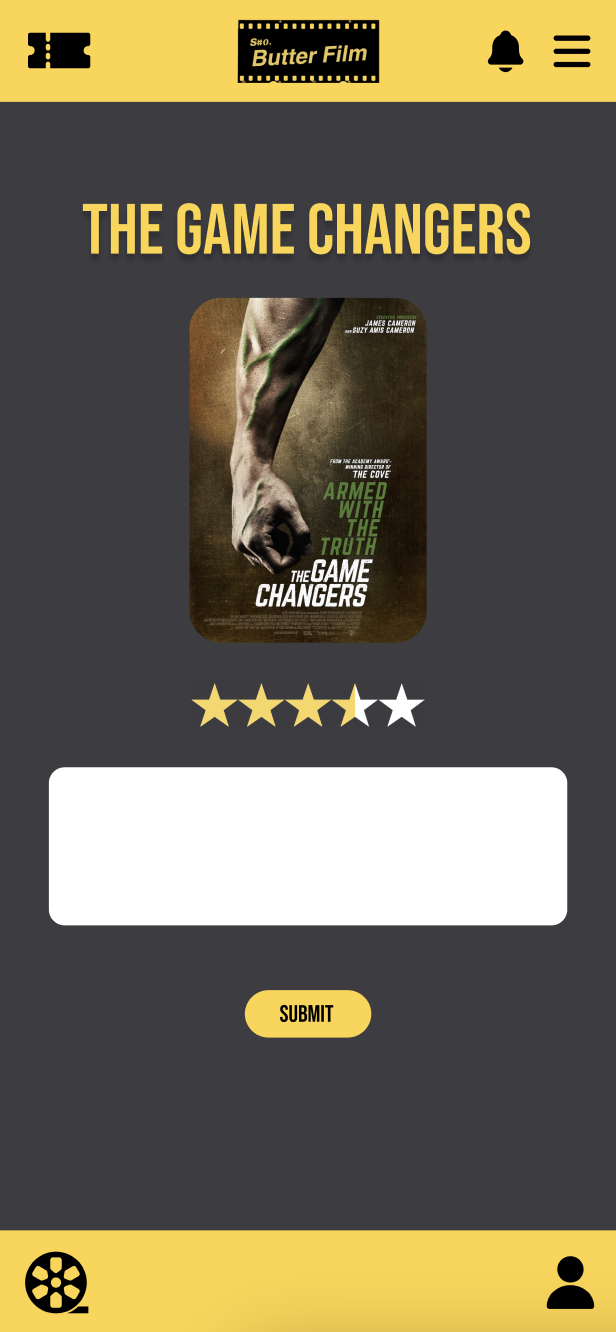 S#0.
Butter Film
THE GAME CHANGERS
EXECUTIVE PRODUCERS
JAMES CAMERON
AND SUZY AMIS CAMERON
FROM THE ACADEMY AWARD®-
WINNING DIRECTOR OF
THE COVE
ARMED
WITH
THE
TRUTH
THE GAME
CHANGERS
SUBMIT